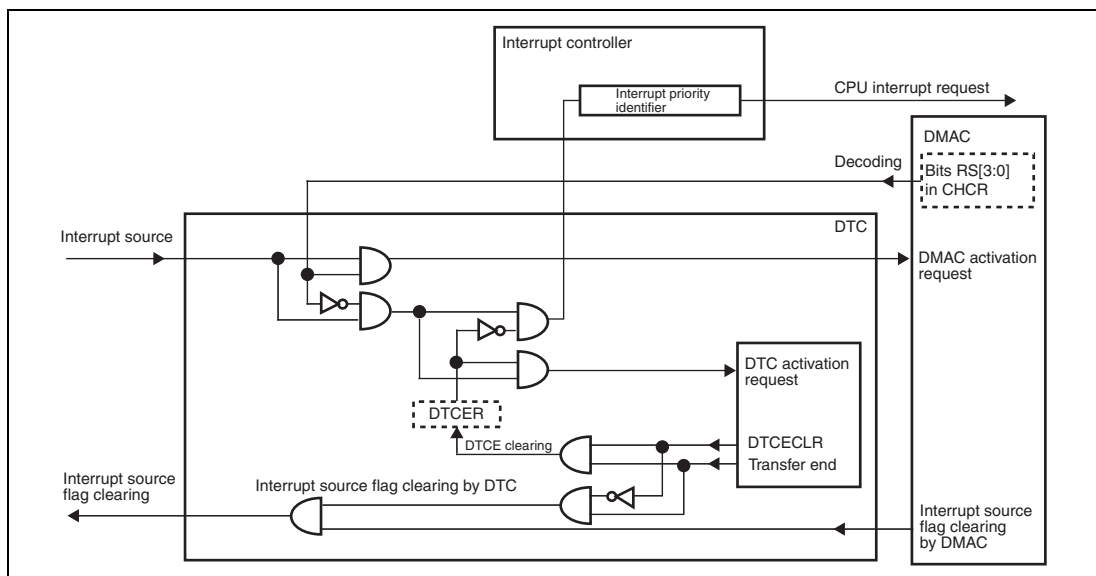 Interrupt controller
Interrupt priority
identifier
CPU interrupt request
DMAC
Decoding
Bits RS[3:0]
in CHCR
DTC
Interrupt source
DMAC activation
request
DTC activation
request
DTCER
DTCE clearing
DTCECLR
Transfer end
Interrupt source
flag clearing
Interrupt source flag clearing by DTC
Interrupt source
flag clearing
by DMAC